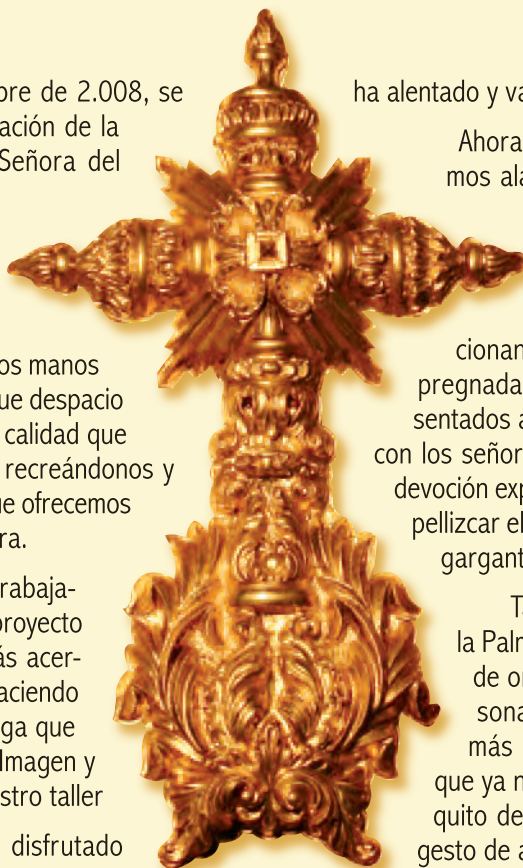 bre de 2.008, se
ación de la
Señora del
os manos
ue despacio
calidad que
recreándonos y
ue ofrecemos
ra.
rabaja-
royecto
ás acer-
aciendo
ga que
Imagen y
stro taller
disfrutado
ha alentado y va
Ahora
mos ala
cionan
pregnada
sentados a
con los señor
devoción exp
pellizcar el
gargant
T
la Palm
de o
sona
más
que ya n
quito de
gesto de a